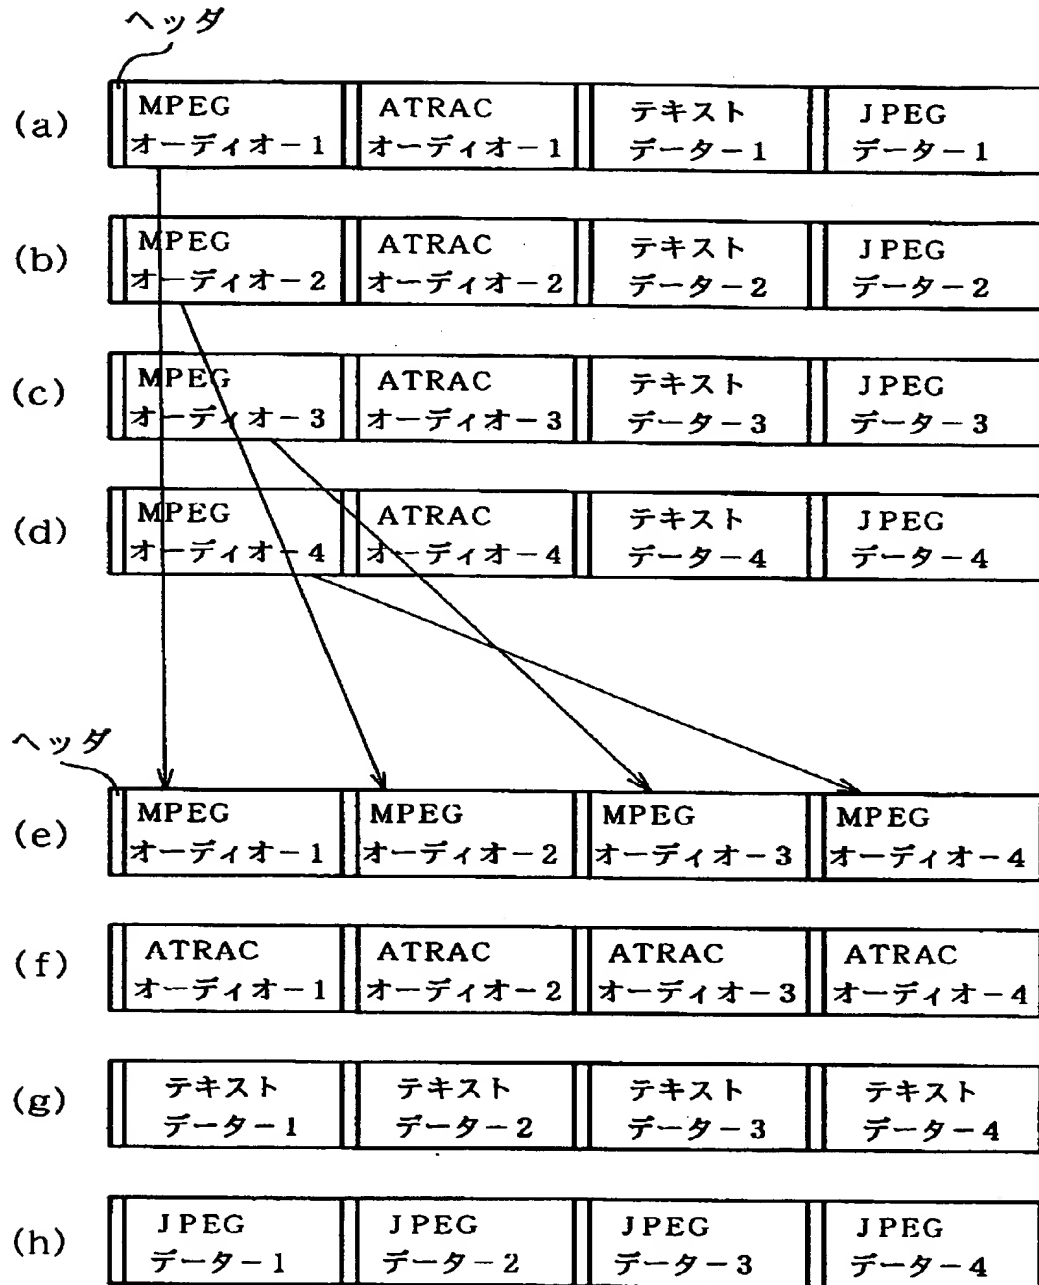 ヘッダ
(a)
MPEG
オーディオ-1
ATRAC
オーディオ-1
テキスト
データ-1
JPEG
データ-1
(b)
MPEG
オーディオ-2
ATRAC
オーディオ-2
テキスト
データ-2
JPEG
データ-2
(c)
MPEG
オーディオ-3
ATRAC
オーディオ-3
テキスト
データ-3
JPEG
データ-3
(d)
MPEG
オーディオ-4
ATRAC
オーディオ-4
テキスト
データ-4
JPEG
データ-4
ヘッダ
(e)
MPEG
オーディオ-1
MPEG
オーディオ-2
MPEG
オーディオ-3
MPEG
オーディオ-4
(f)
ATRAC
オーディオ-1
ATRAC
オーディオ-2
ATRAC
オーディオ-3
ATRAC
オーディオ-4
(g)
テキスト
データ-1
テキスト
データ-2
テキスト
データ-3
テキスト
データ-4
(h)
JPEG
データ-1
JPEG
データ-2
JPEG
データ-3
JPEG
データ-4